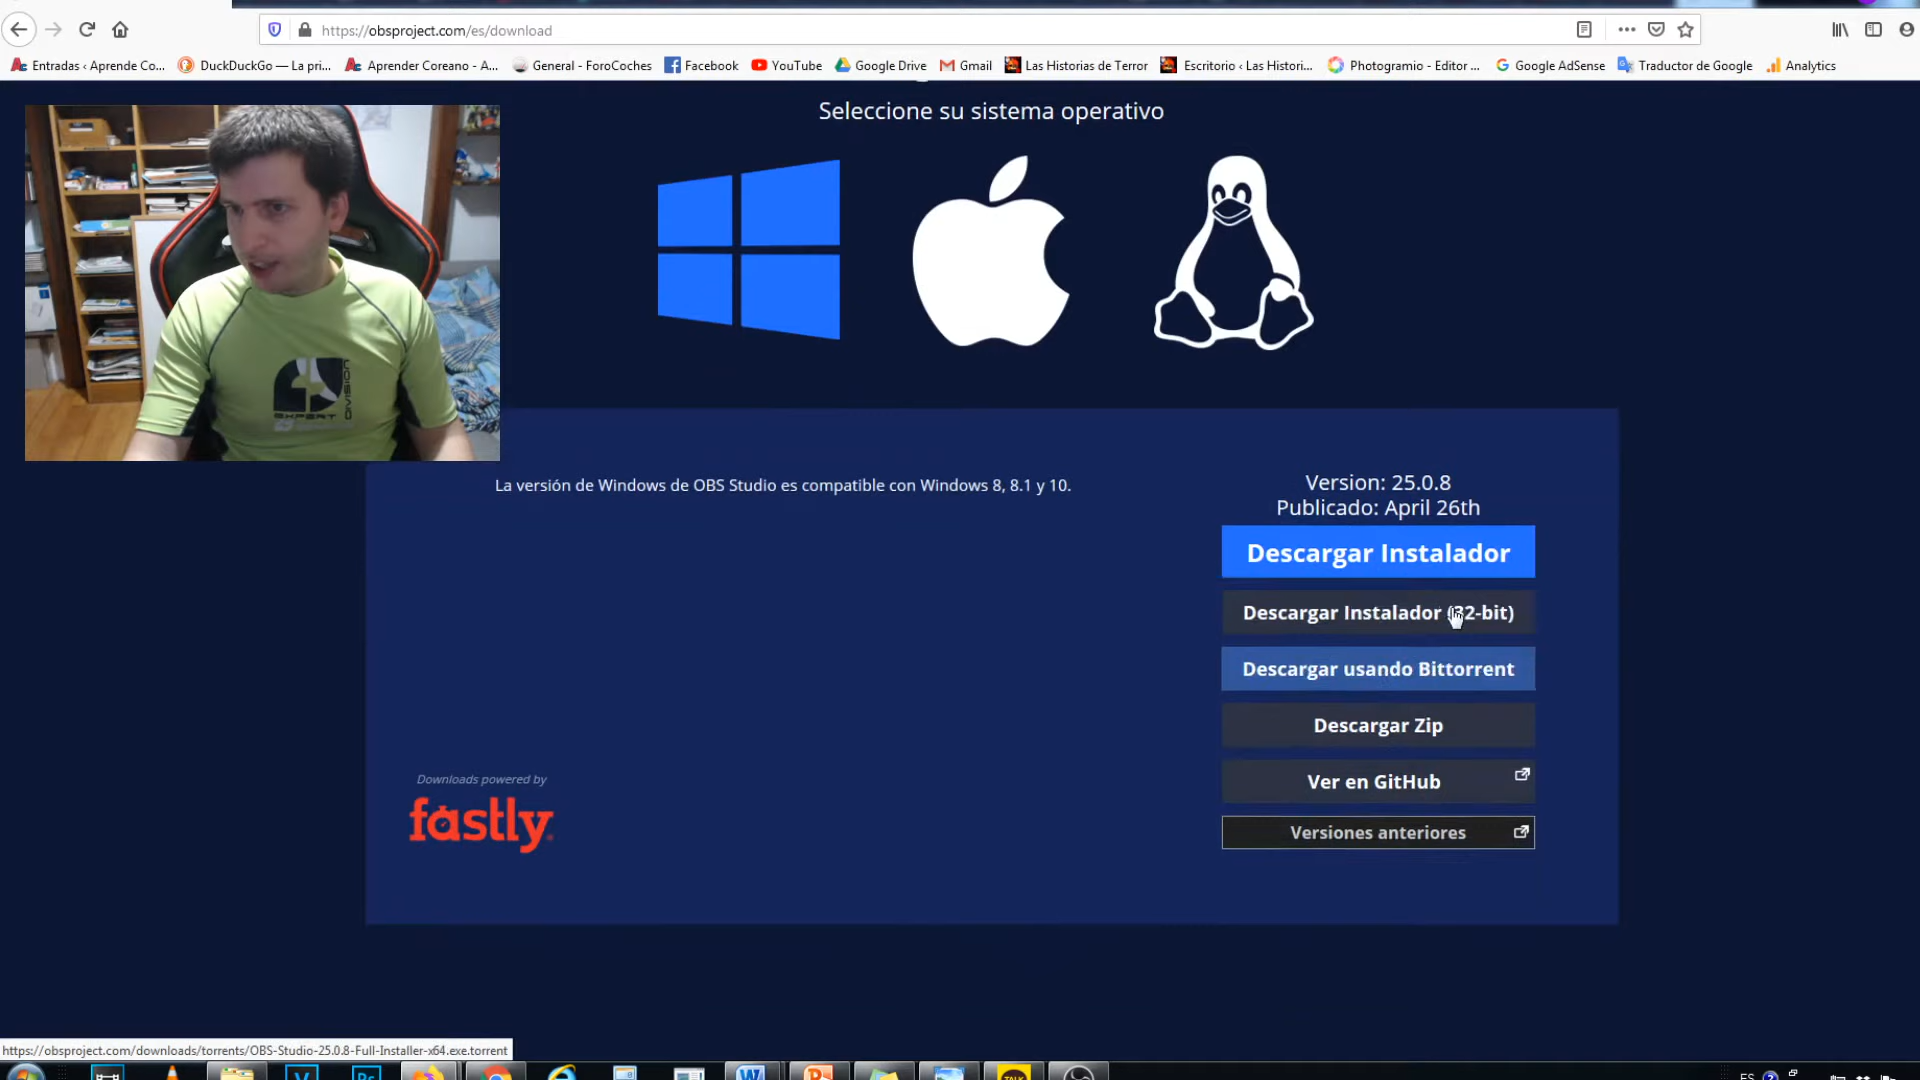 https://obsproject.com/es/download
Entradas ‹ Aprende Co...
DuckDuckGo — La pri...
Aprender Coreano - A...
General - ForoCoches
Facebook
YouTube
Google Drive
Gmail
Las Historias de Terror
Escritorio ‹ Las Histori...
Photogramio - Editor ...
Google AdSense
Traductor de Google
Analytics
Seleccione su sistema operativo
EXPERT
DIVISION
La versión de Windows de OBS Studio es compatible con Windows 8, 8.1 y 10.
Version: 25.0.8
Publicado: April 26th
Descargar Instalador
Descargar Instalador (32-bit)
Descargar usando Bittorrent
Descargar Zip
Ver en GitHub
Versiones anteriores
Downloads powered by
fastly
https://obsproject.com/downloads/torrents/OBS-Studio-25.0.8-Full-Installer-x64.exe.torrent
TALK
ES